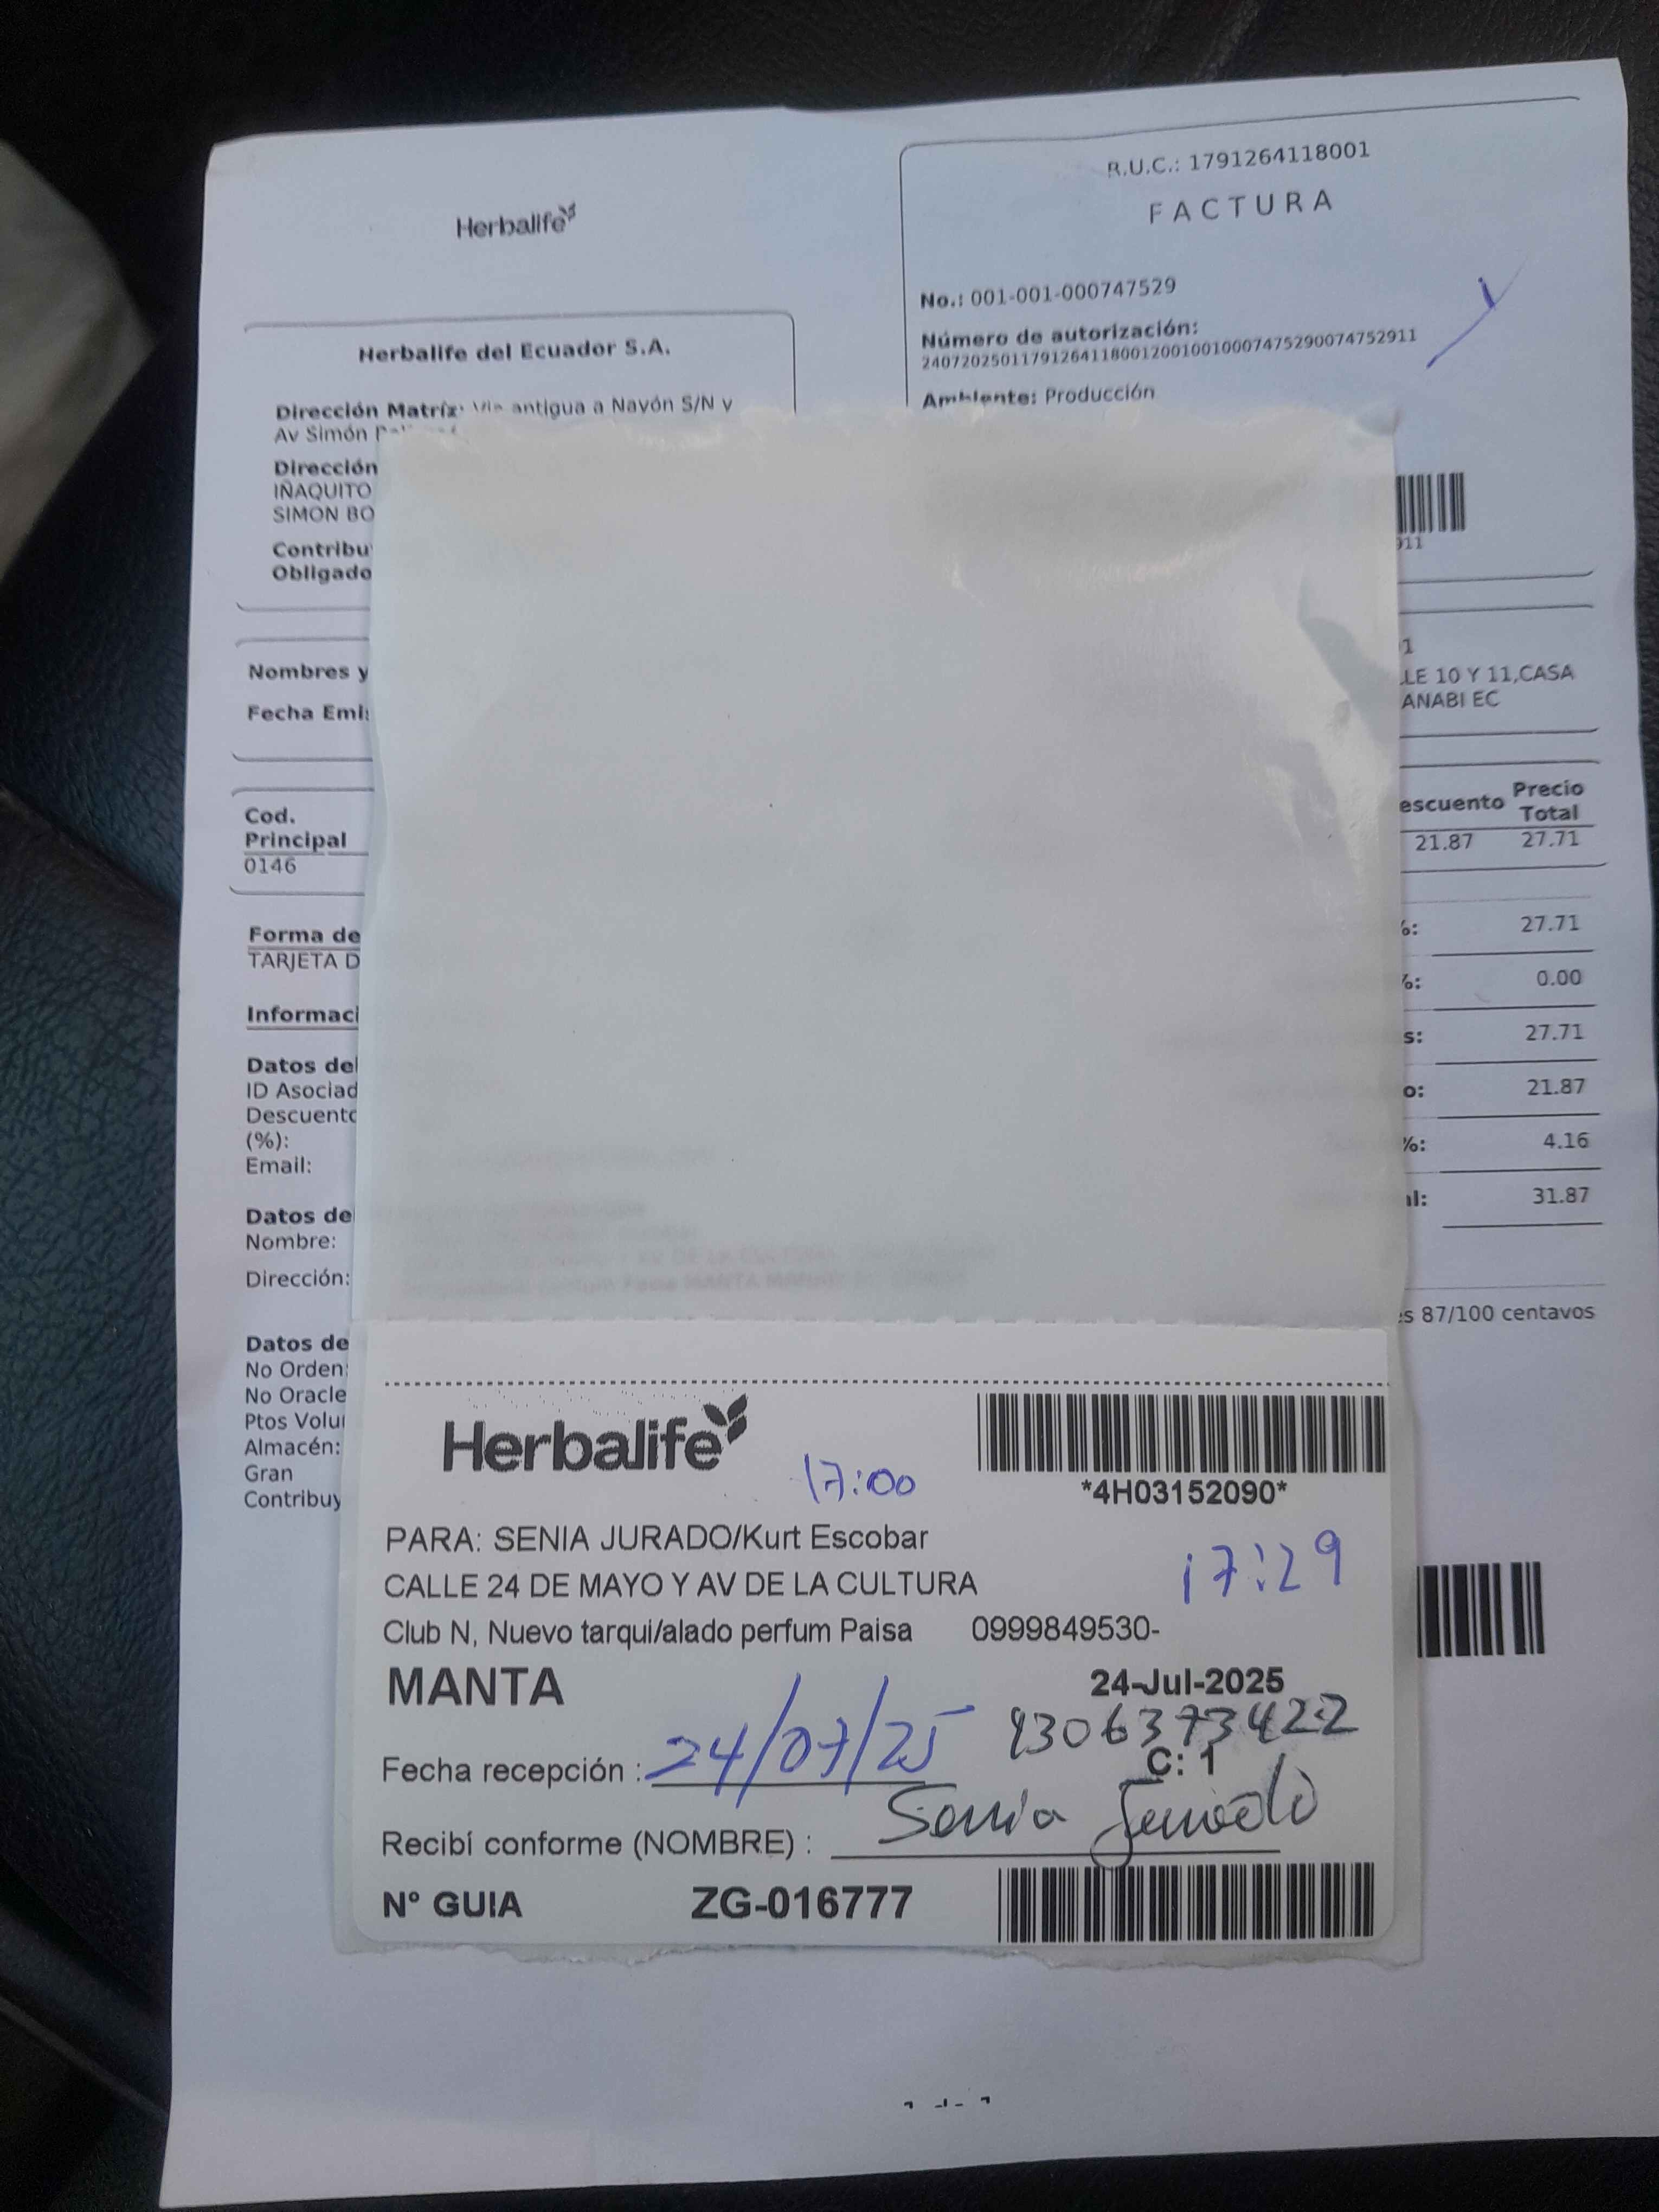 Herbalife
R.U.C.: 1791264118001
FACTURA
No.: 001-001-000747529
Número de autorización:
2407202501179126411800120010010007475290074752911
Ambiente: Producción
Herbalife del Ecuador S.A.
Dirección Matríz: Via antigua a Nayón S/N y
Av Simón
Dirección
IÑAQUITO
SIMON BO
Contribu
Obligado
911
Nombres y
Fecha Emi
1
LE 10 Y 11,CASA
ANABI EC
Cod.
Principal
escuento Precio
Total
0146
21.87 27.71
Forma de
TARJETA D
Informaci
%: 27.71
%: 0.00
s: 27.71
o: 21.87
%: 4.16
al: 31.87
Datos del
ID Asociad
Descuento
(%):
Email:
Datos de
Nombre:
Dirección:
es 87/100 centavos
Datos de
No Orden:
No Oracle
Ptos Volu
Almacén:
Gran
Contribuy
Herbalife
17:00
*4H03152090*
PARA: SENIA JURADO/Kurt Escobar
17:29
CALLE 24 DE MAYO Y AV DE LA CULTURA
Club N, Nuevo tarqui/alado perfum Paisa 0999849530-
MANTA 24-Jul-2025
1306373422
C: 1
Fecha recepción : 24/07/25
Recibí conforme (NOMBRE) : Senia Jurado
N° GUIA ZG-016777